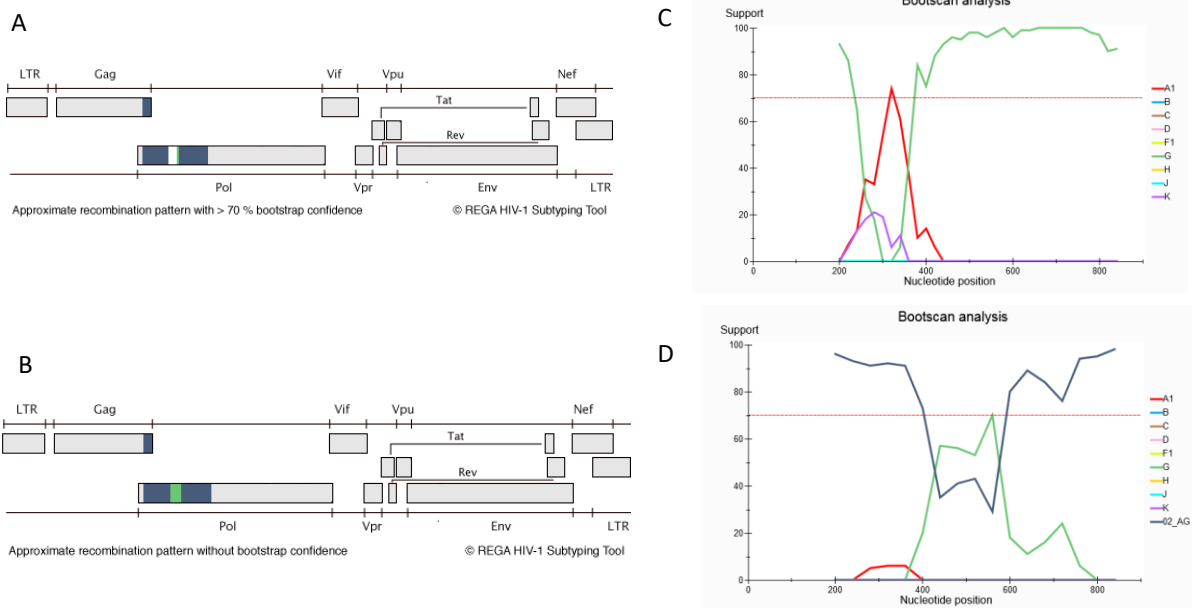 A
LTR Gag Vif Vpu Nef
Tat
Rev
Pol Vpr Env LTR
Approximate recombination pattern with > 70 % bootstrap confidence © REGA HIV-1 Subtyping Tool
B
LTR Gag Vif Vpu Nef
Tat
Rev
Pol Vpr Env LTR
Approximate recombination pattern without bootstrap confidence © REGA HIV-1 Subtyping Tool
C
Bootscan analysis
Support
100
80
60
40
20
0
0 200 400 600 800
Nucleotide position
A1
B
C
D
F1
G
H
J
K
D
Bootscan analysis
Support
100
80
60
40
20
0
0 200 400 600 800
Nucleotide position
A1
B
C
D
F1
G
H
J
K
02_AG